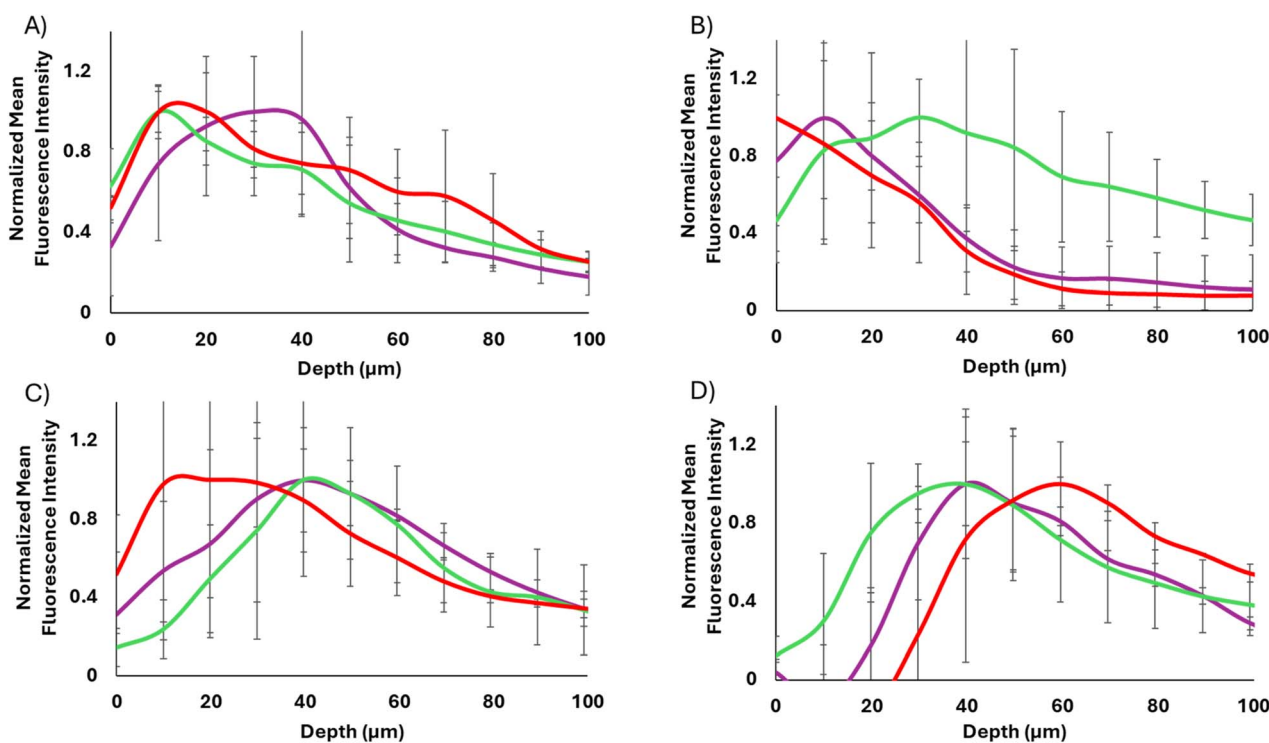 A)
Normalized Mean
Fluorescence Intensity
1.2
0.8
0.4
0
0 20 40 60 80 100
Depth (µm)
B)
Normalized Mean
Fluorescence Intensity
1.2
0.8
0.4
0
0 20 40 60 80 100
Depth (µm)
C)
Normalized Mean
Fluorescence Intensity
1.2
0.8
0.4
0
0 20 40 60 80 100
Depth (µm)
D)
Normalized Mean
Fluorescence Intensity
1.2
0.8
0.4
0
0 20 40 60 80 100
Depth (µm)